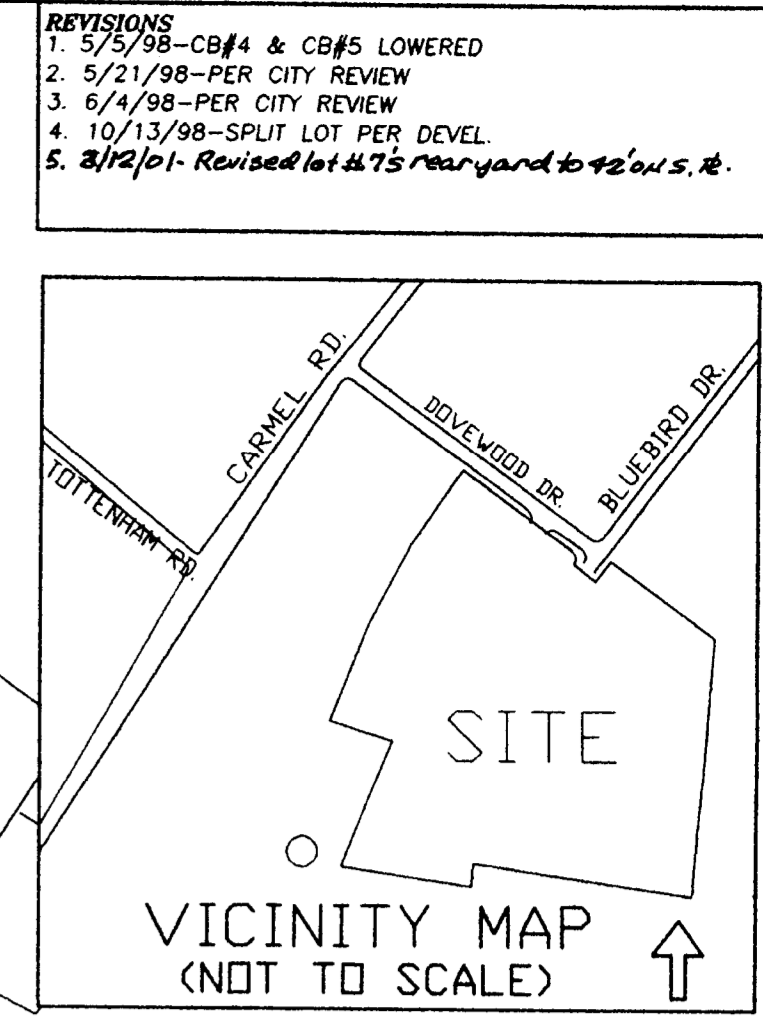 REVISIONS
1. 5/5/98-CB#4 & CB#5 LOWERED
2. 5/21/98-PER CITY REVIEW
3. 6/4/98-PER CITY REVIEW
4. 10/13/98-SPLIT LOT PER DEVEL.
5. 3/12/01- Revised lot #7's rear yard to 42' on S.
CARMEL RD.
DOVEWOOD DR.
BLUEBIRD DR.
TOTTENHAM RD.
SITE
VICINITY MAP
(NOT TO SCALE)